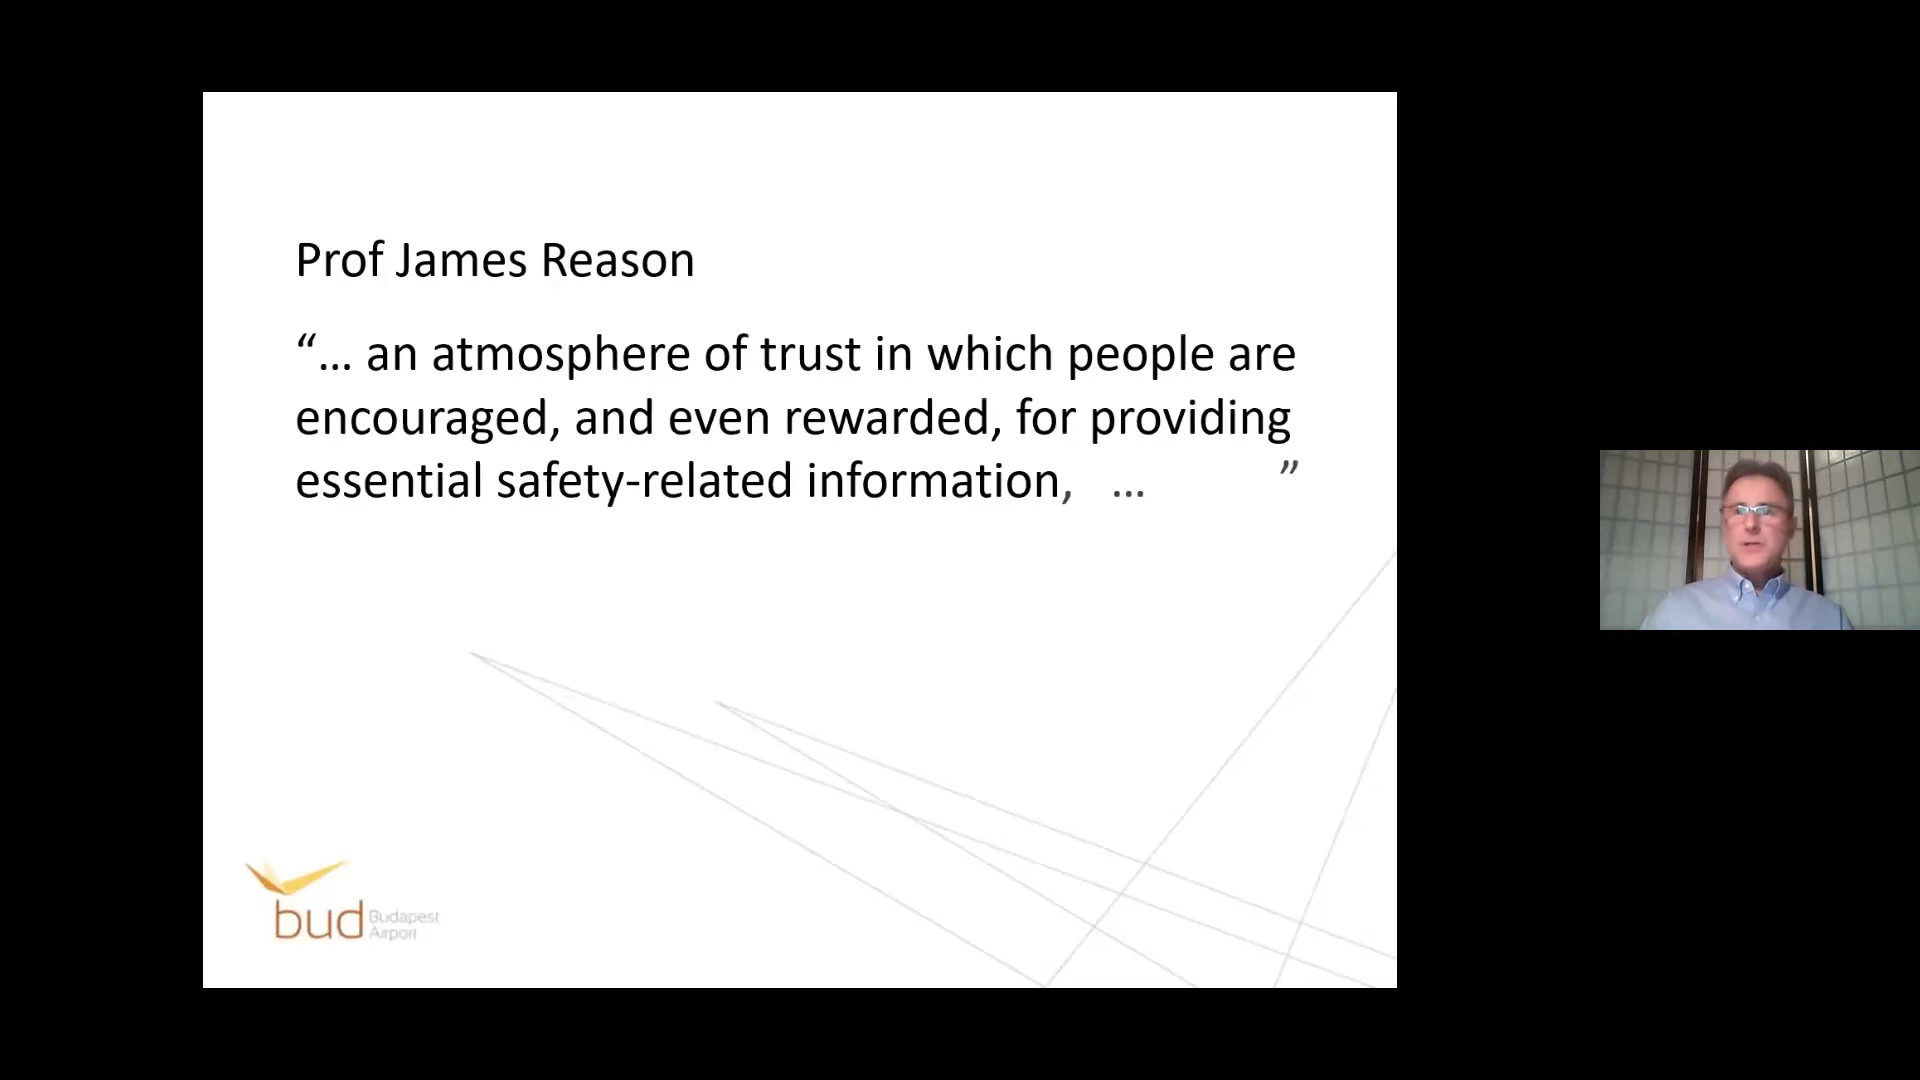 Prof James Reason
“... an atmosphere of trust in which people are
encouraged, and even rewarded, for providing
essential safety-related information, ... ”
bud Budapest
Airport